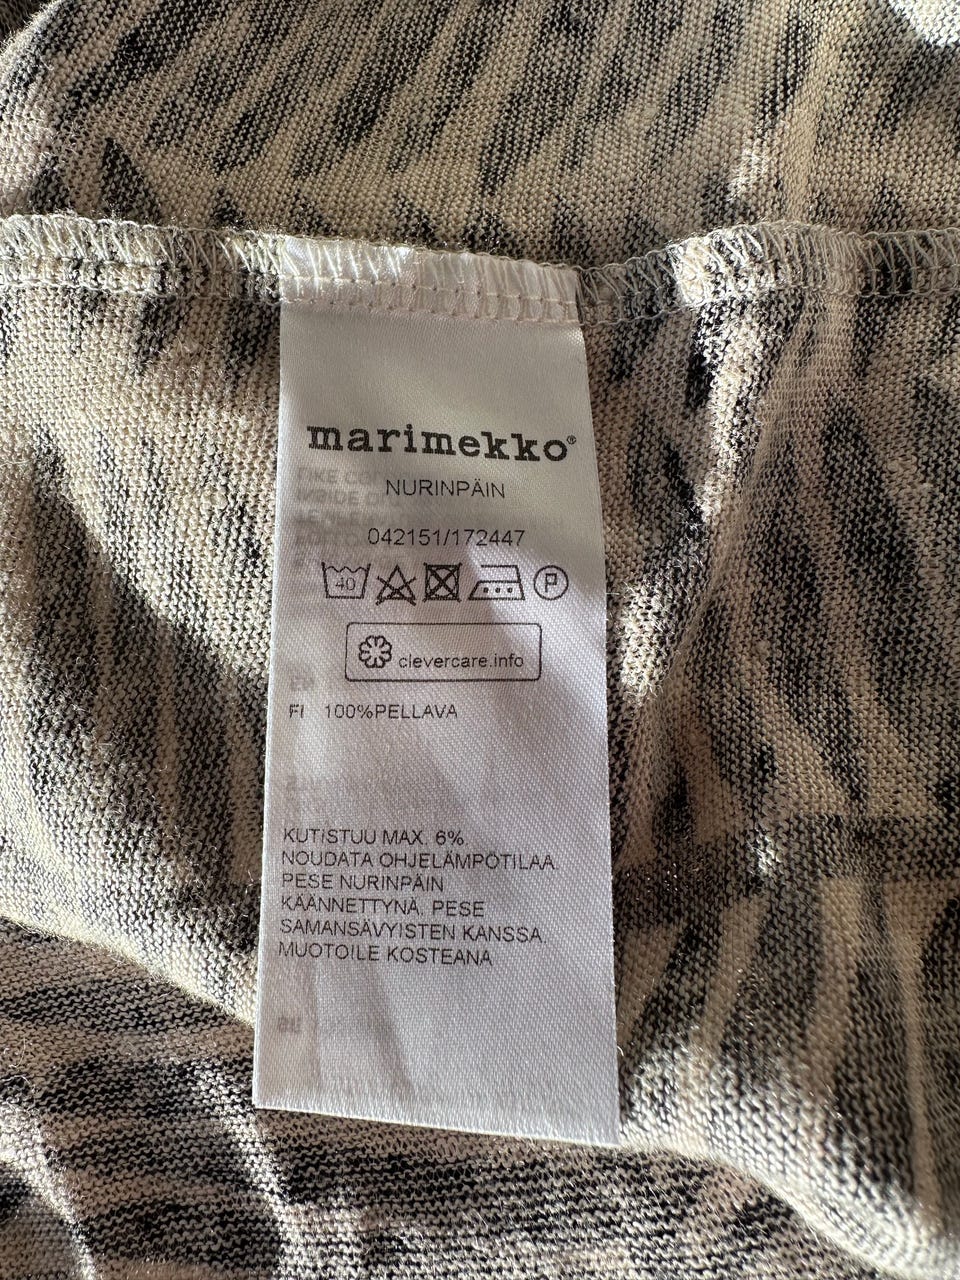 marimekko®
NURINPÄIN
042151/172447
40 P
clevercare.info
FI 100%PELLAVA
KUTISTUU MAX. 6%.
NOUDATA OHJELÄMPÖTILAA.
PESE NURINPÄIN
KÄÄNNETTYNÄ. PESE
SAMANSÄVYISTEN KANSSA.
MUOTOILE KOSTEANA